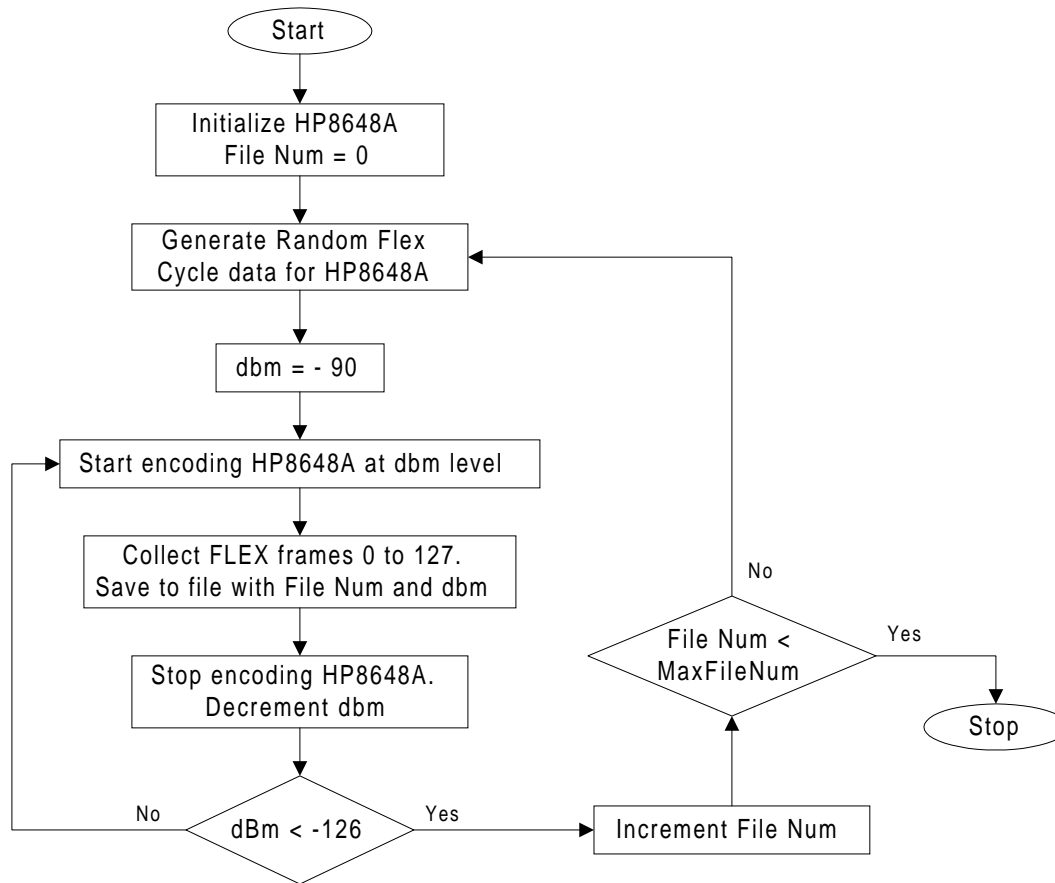 Start
Initialize HP8648A
File Num = 0
Generate Random Flex
Cycle data for HP8648A
dbm = - 90
Start encoding HP8648A at dbm level
Collect FLEX frames 0 to 127.
Save to file with File Num and dbm
No
File Num <
MaxFileNum
Yes
Stop encoding HP8648A.
Decrement dbm
Stop
No
dBm < -126
Yes
Increment File Num